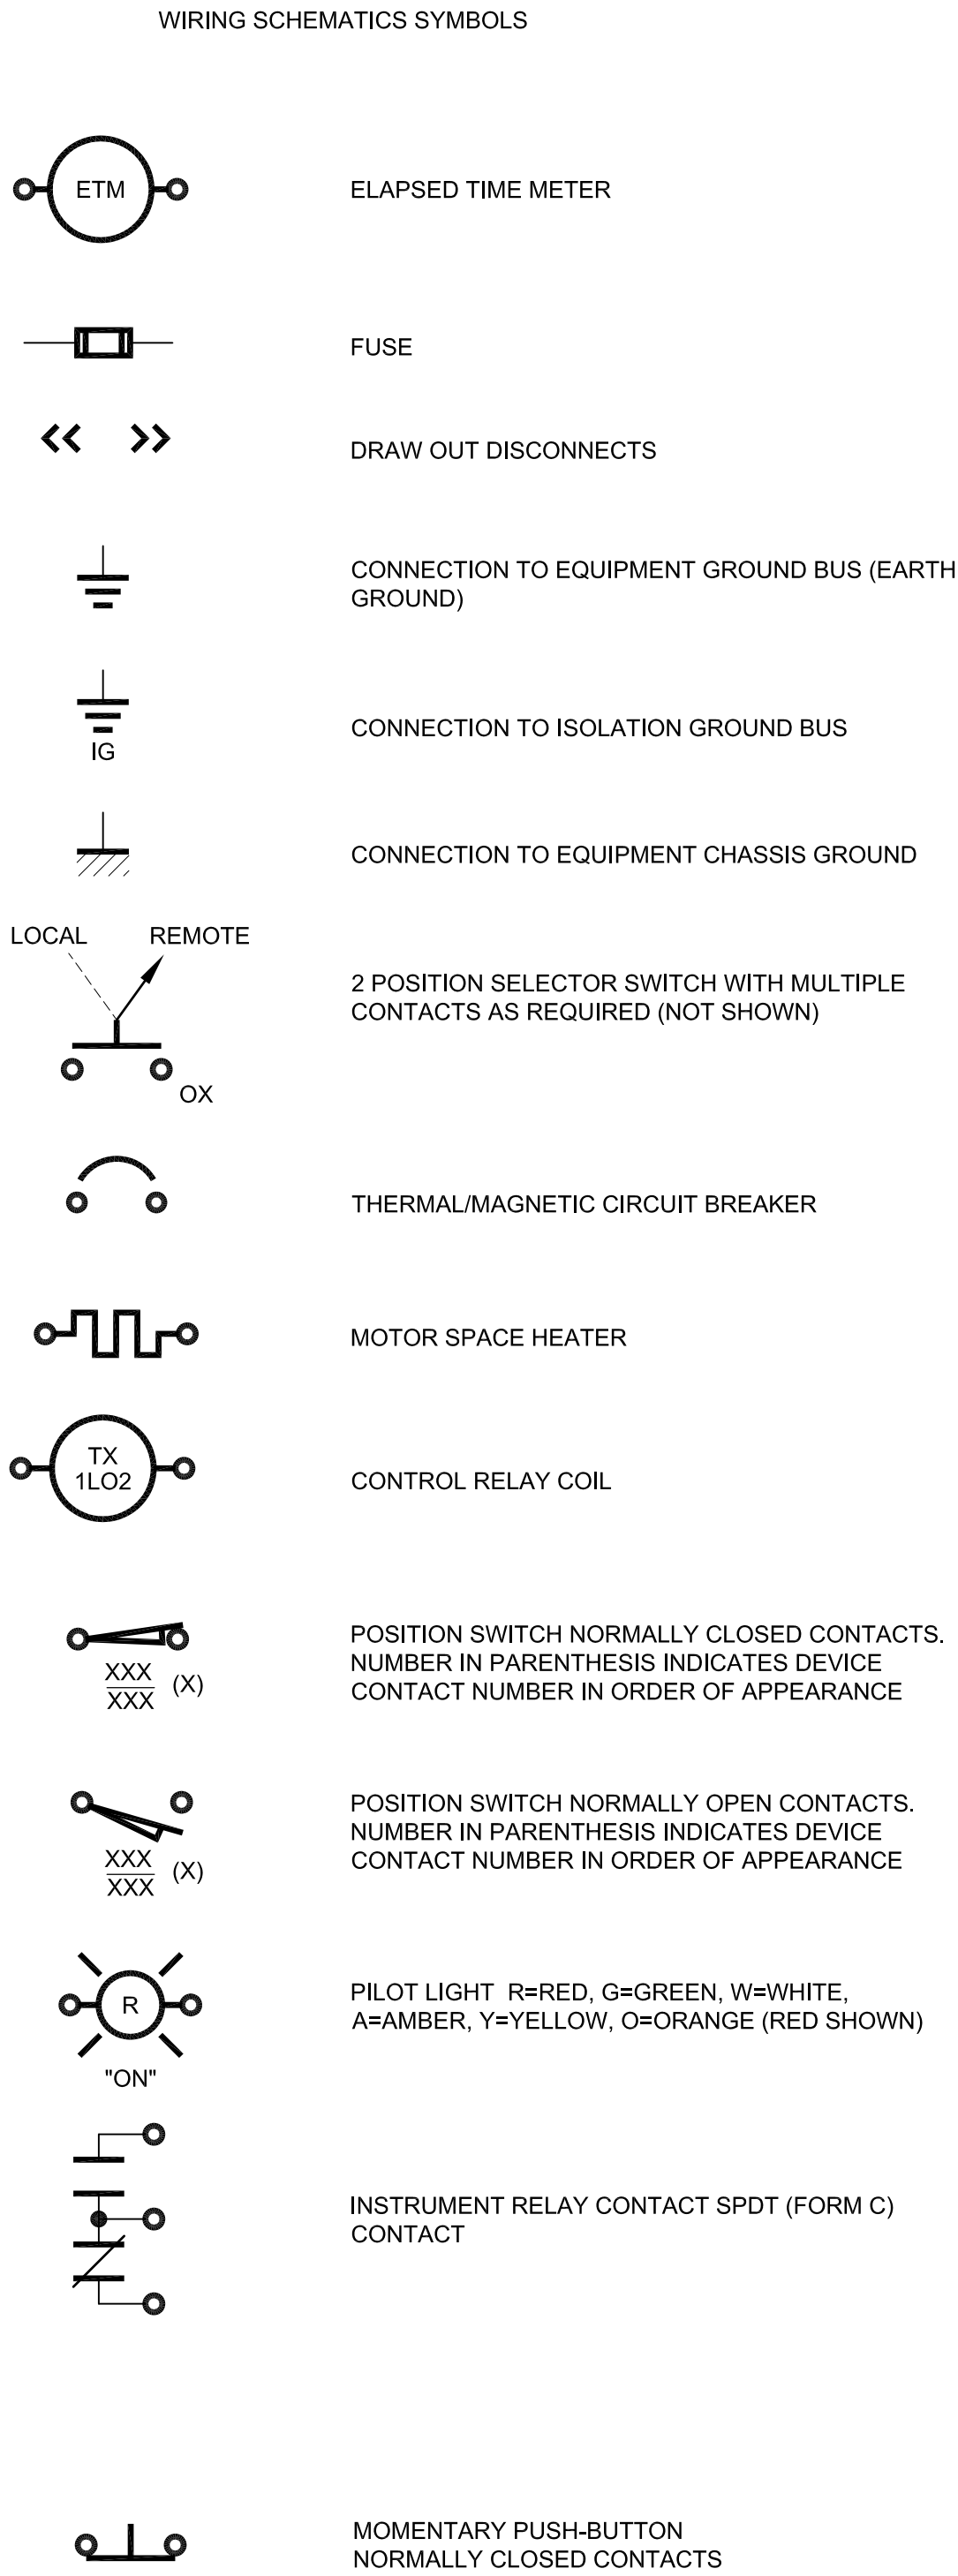 WIRING SCHEMATICS SYMBOLS
ETM
ELAPSED TIME METER
FUSE
DRAW OUT DISCONNECTS
CONNECTION TO EQUIPMENT GROUND BUS (EARTH
GROUND)
IG
CONNECTION TO ISOLATION GROUND BUS
CONNECTION TO EQUIPMENT CHASSIS GROUND
LOCAL REMOTE
2 POSITION SELECTOR SWITCH WITH MULTIPLE
CONTACTS AS REQUIRED (NOT SHOWN)
OX
THERMAL/MAGNETIC CIRCUIT BREAKER
MOTOR SPACE HEATER
TX
1LO2
CONTROL RELAY COIL
POSITION SWITCH NORMALLY CLOSED CONTACTS.
NUMBER IN PARENTHESIS INDICATES DEVICE
CONTACT NUMBER IN ORDER OF APPEARANCE
XXX
XXX (X)
POSITION SWITCH NORMALLY OPEN CONTACTS.
NUMBER IN PARENTHESIS INDICATES DEVICE
CONTACT NUMBER IN ORDER OF APPEARANCE
XXX
XXX (X)
R
PILOT LIGHT R=RED, G=GREEN, W=WHITE,
A=AMBER, Y=YELLOW, O=ORANGE (RED SHOWN)
"ON"
INSTRUMENT RELAY CONTACT SPDT (FORM C)
CONTACT
MOMENTARY PUSH-BUTTON
NORMALLY CLOSED CONTACTS